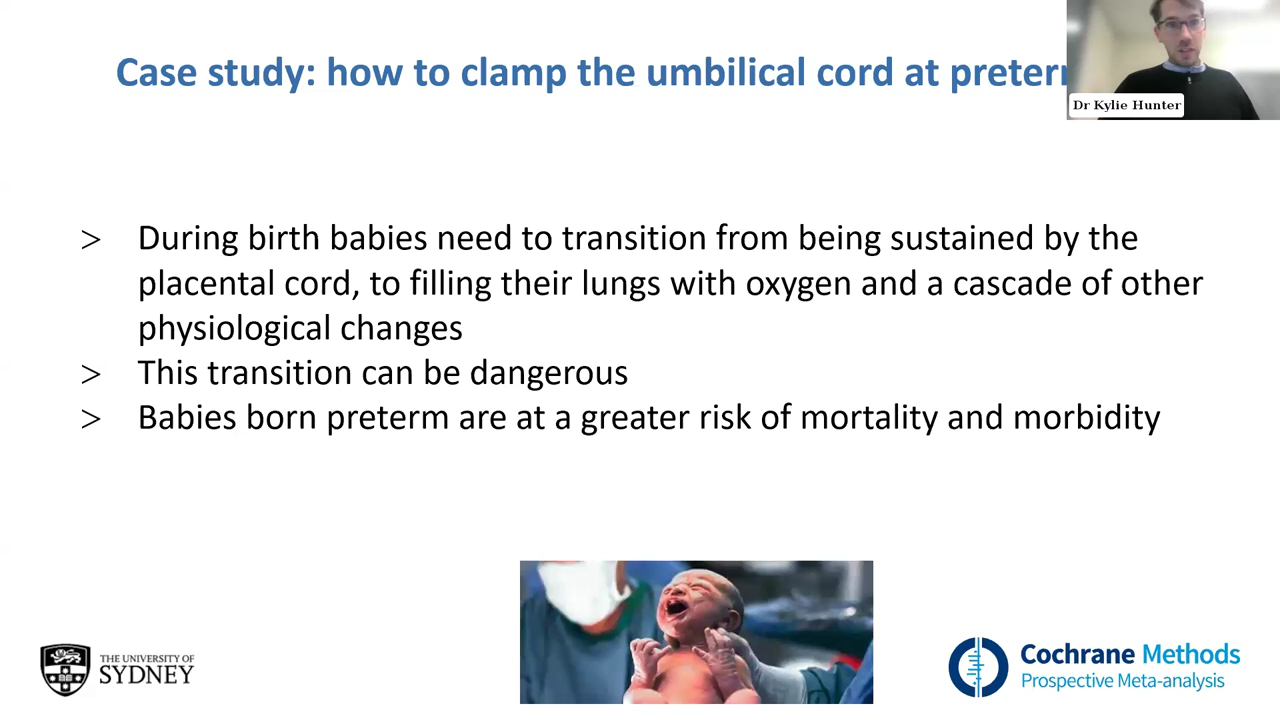 Case study: how to clamp the umbilical cord at preter
Dr Kylie Hunter
> During birth babies need to transition from being sustained by the
placental cord, to filling their lungs with oxygen and a cascade of other
physiological changes
> This transition can be dangerous
> Babies born preterm are at a greater risk of mortality and morbidity
THE UNIVERSITY OF
SYDNEY
Cochrane Methods
Prospective Meta-analysis